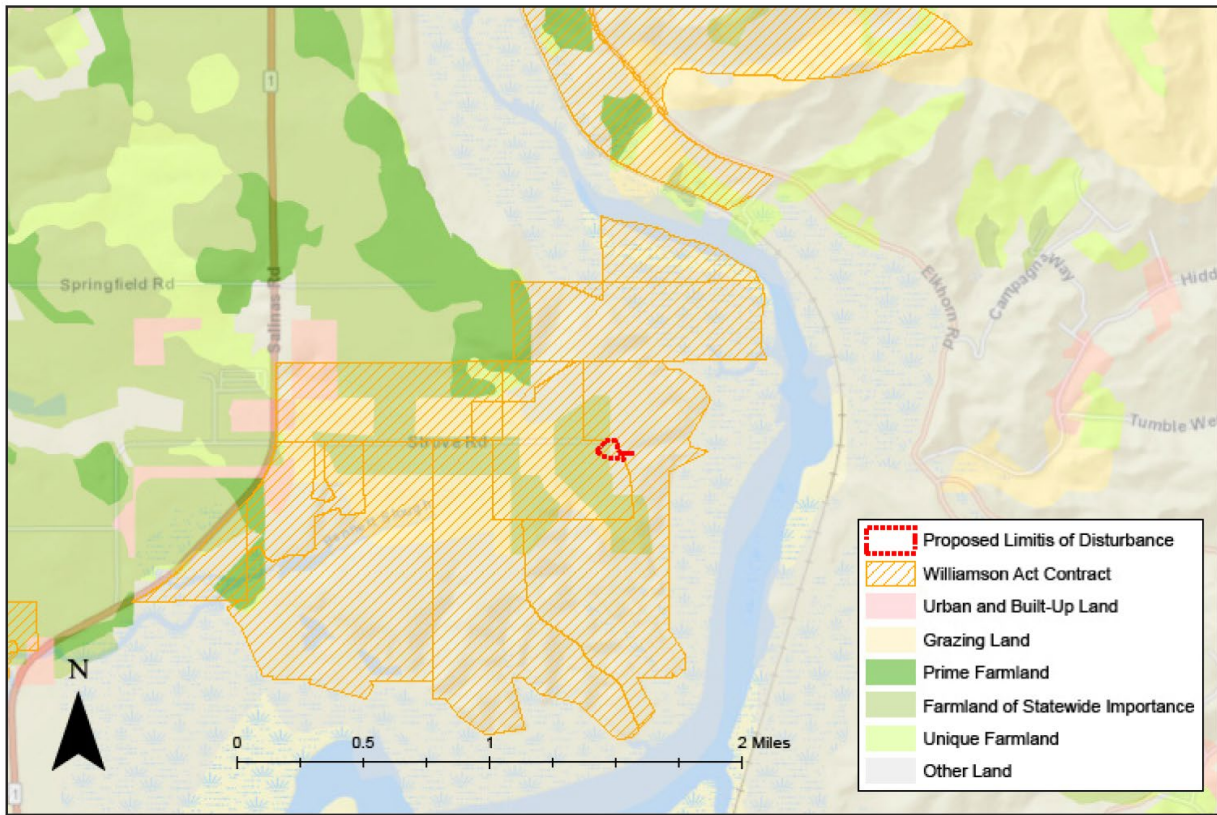 1
Springfield Rd
Salinas Rd
Struve Rd
Elkhorn Rd
Campagna Way
Hidd
Tumble We
Proposed Limitis of Disturbance
Williamson Act Contract
Urban and Built-Up Land
Grazing Land
Prime Farmland
Farmland of Statewide Importance
Unique Farmland
Other Land
N
0 0.5 1 2 Miles
1